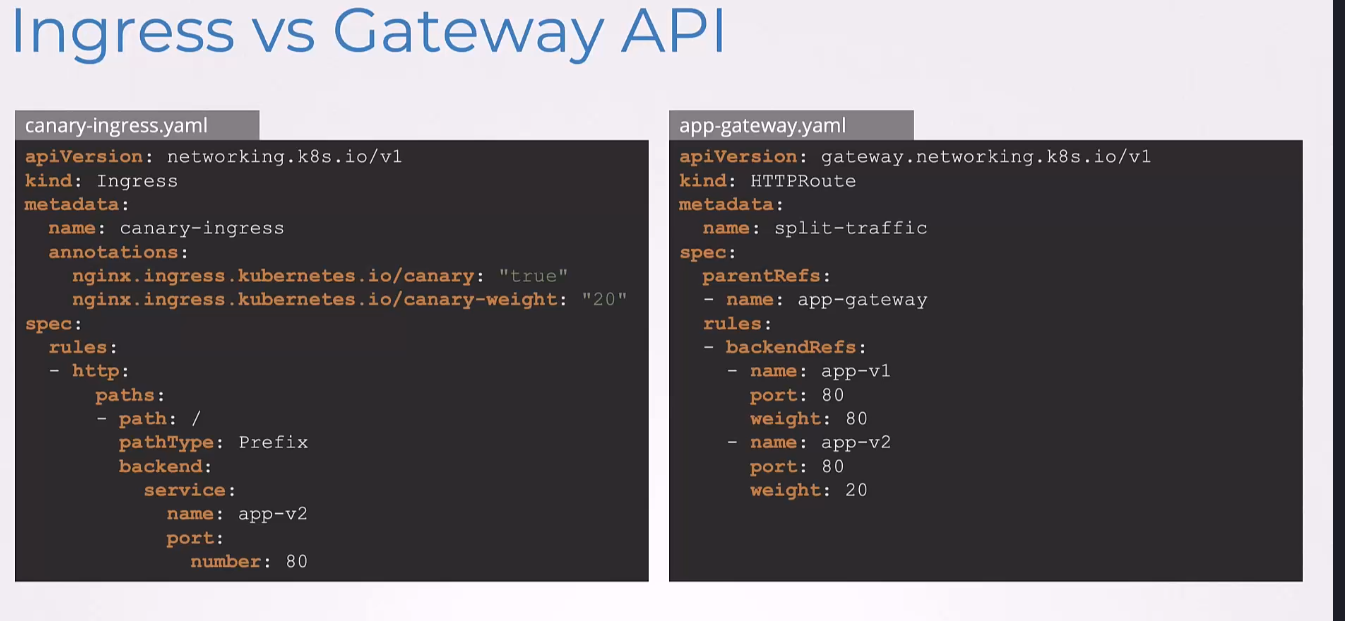 Ingress vs Gateway API
canary-ingress.yaml
apiVersion: networking.k8s.io/v1
kind: Ingress
metadata:
  name: canary-ingress
  annotations:
    nginx.ingress.kubernetes.io/canary: "true"
    nginx.ingress.kubernetes.io/canary-weight: "20"
spec:
  rules:
  - http:
      paths:
      - path: /
        pathType: Prefix
        backend:
          service:
            name: app-v2
            port:
              number: 80
app-gateway.yaml
apiVersion: gateway.networking.k8s.io/v1
kind: HTTPRoute
metadata:
  name: split-traffic
spec:
  parentRefs:
  - name: app-gateway
  rules:
  - backendRefs:
    - name: app-v1
      port: 80
      weight: 80
    - name: app-v2
      port: 80
      weight: 20